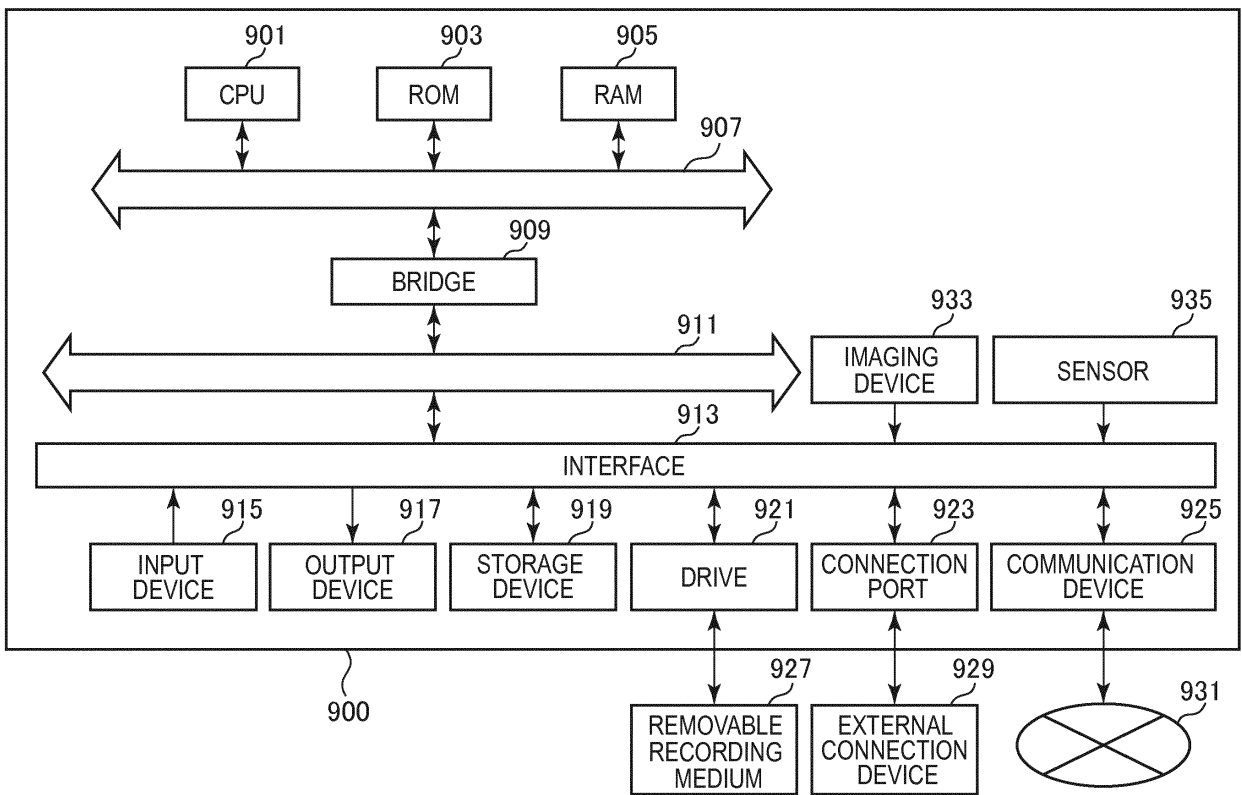 901
903
905
CPU
ROM
RAM
907
909
BRIDGE
911
933
935
IMAGING
DEVICE
SENSOR
913
INTERFACE
915
917
919
921
923
925
INPUT
DEVICE
OUTPUT
DEVICE
STORAGE
DEVICE
DRIVE
CONNECTION
PORT
COMMUNICATION
DEVICE
900
927
929
931
REMOVABLE
RECORDING
MEDIUM
EXTERNAL
CONNECTION
DEVICE